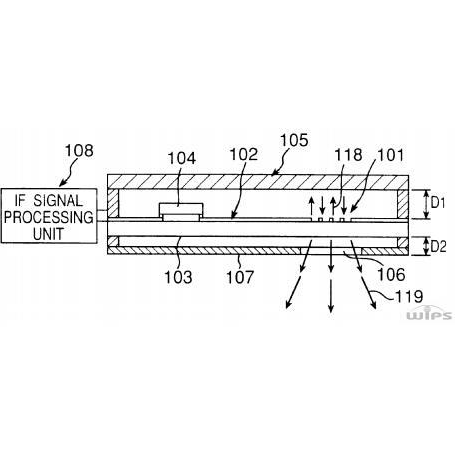 105
108
104
102
118
101
IF SIGNAL
PROCESSING
UNIT
D1
D2
103
107
106
119
WIPS